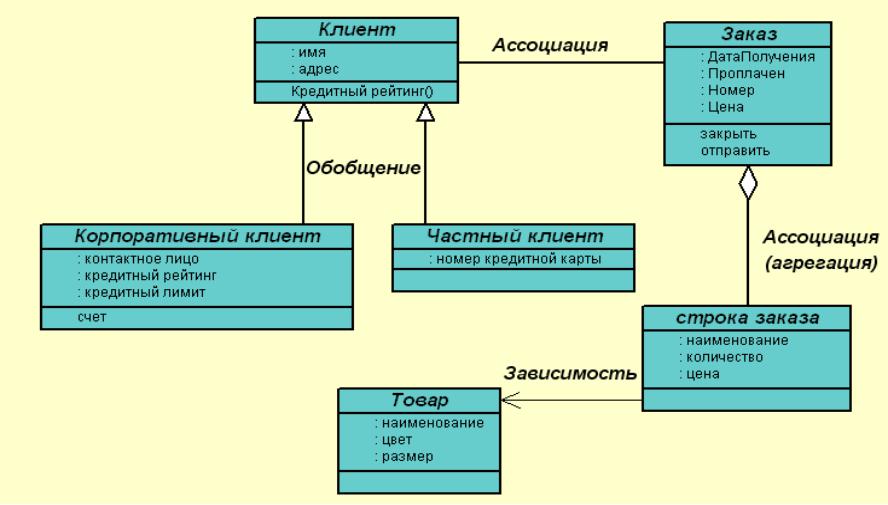 Клиент
: имя
: адрес
Кредитный рейтинг()
Ассоциация
Заказ
: ДатаПолучения
: Проплачен
: Номер
: Цена
закрыть
отправить
Обобщение
Корпоративный клиент
: контактное лицо
: кредитный рейтинг
: кредитный лимит
счет
Частный клиент
: номер кредитной карты
Ассоциация
(агрегация)
строка заказа
: наименование
: количество
: цена
Зависимость
Товар
: наименование
: цвет
: размер